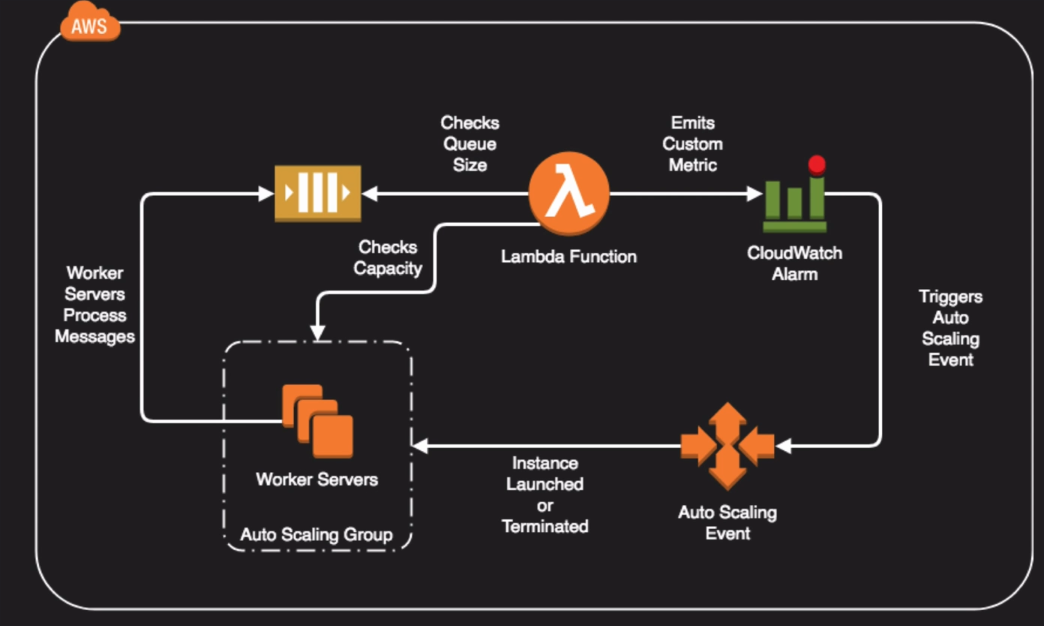 AWS
Checks
Queue
Size
Emits
Custom
Metric
Lambda Function
CloudWatch
Alarm
Checks
Capacity
Worker
Servers
Process
Messages
Triggers
Auto
Scaling
Event
Worker Servers
Auto Scaling Group
Instance
Launched
or
Terminated
Auto Scaling
Event